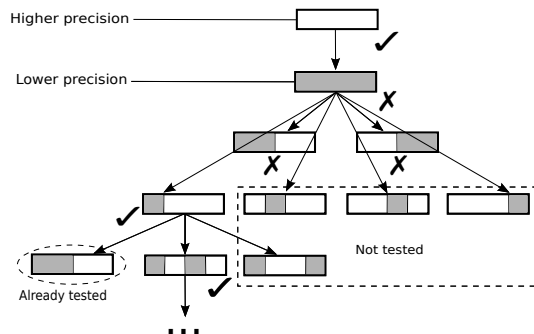 Higher precision
Lower precision
Not tested
Already tested